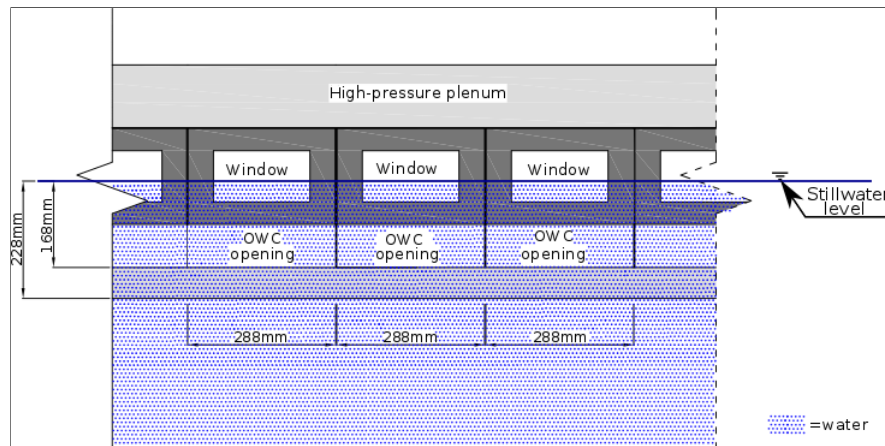 High-pressure plenum
Window
Window
Window
Stillwater
level
228mm
168mm
OWC
opening
OWC
opening
OWC
opening
288mm
288mm
288mm
=water